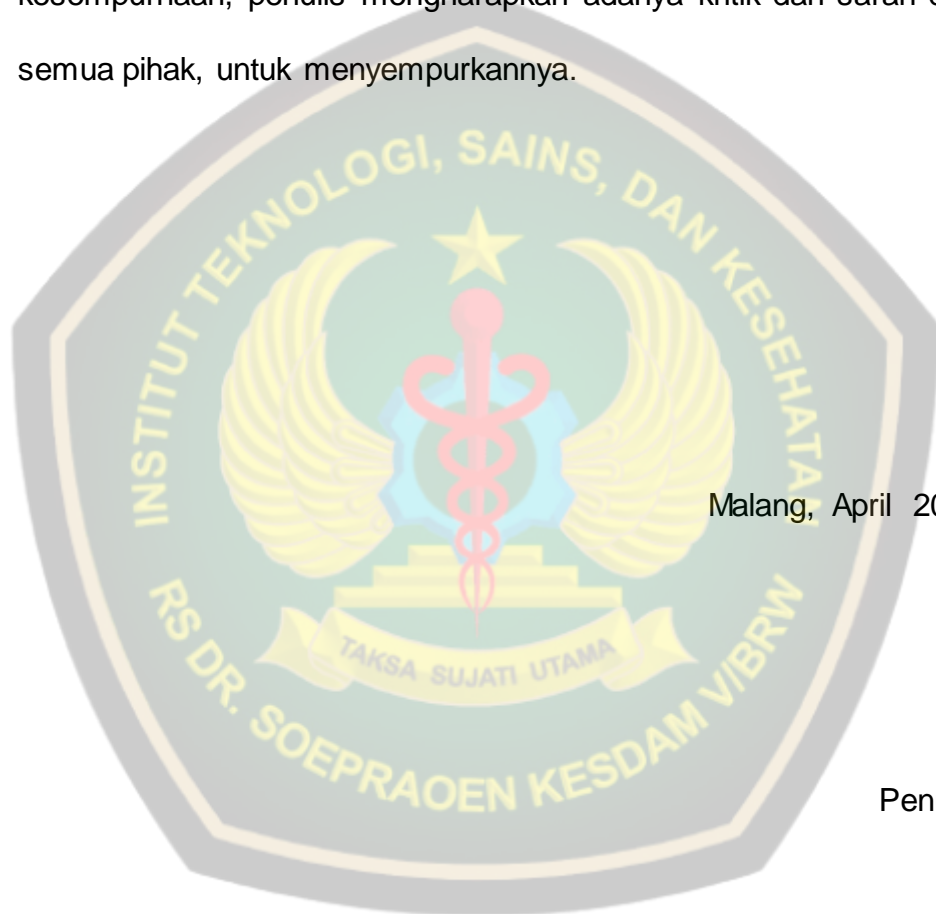 kesempurnaan, penulis mengharapkan adanya kritik dan saran
semua pihak, untuk menyempurkannya.
INSTITUT TEKNOLOGI, SAINS, DAN KESEHATAN
Malang, April
TAKSA SUJATI UTAMA
RS DR. SOEPRAOEN KESDAM V/BRW